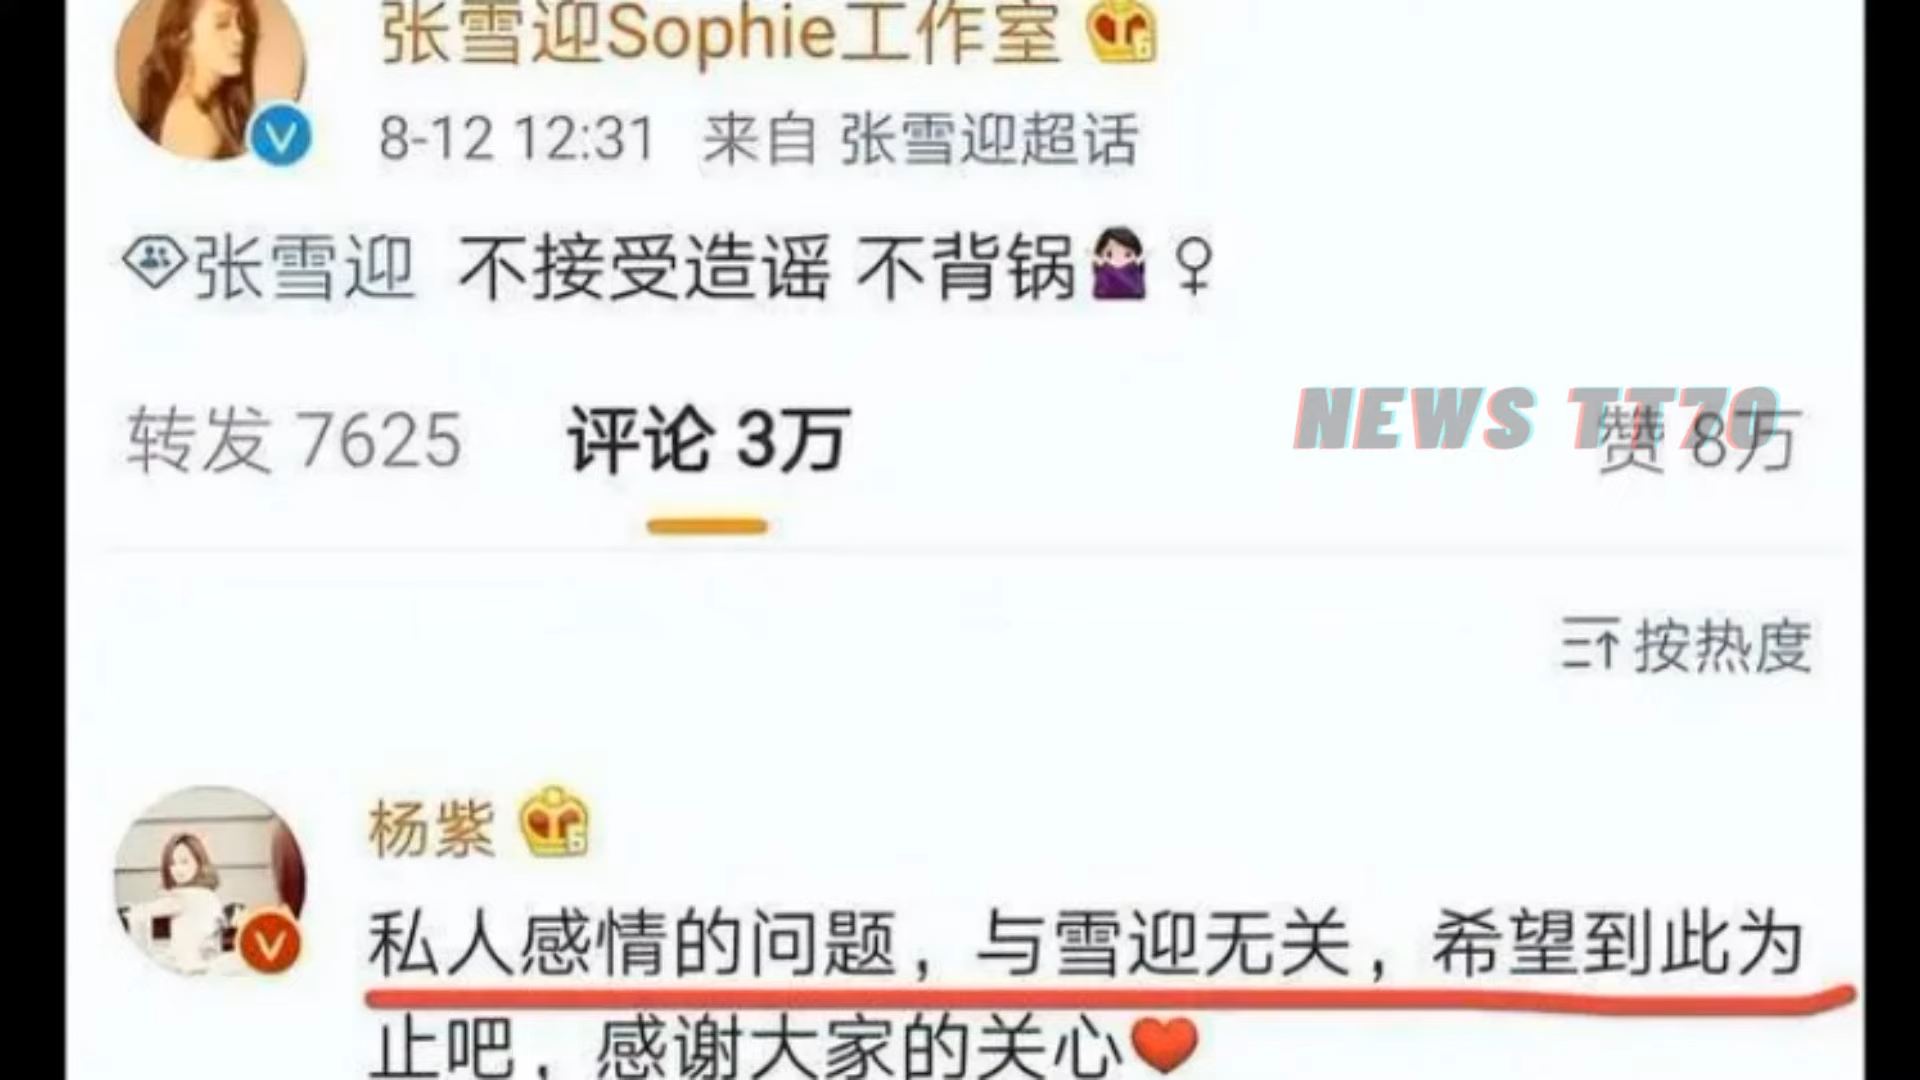 张雪迎Sophie工作室
8-12 12:31 来自 张雪迎超话
张雪迎 不接受造谣 不背锅
转发 7625 评论 3万 赞 8万
NEWS TT70
按热度
杨紫
私人感情的问题，与雪迎无关，希望到此为
止吧，感谢大家的关心